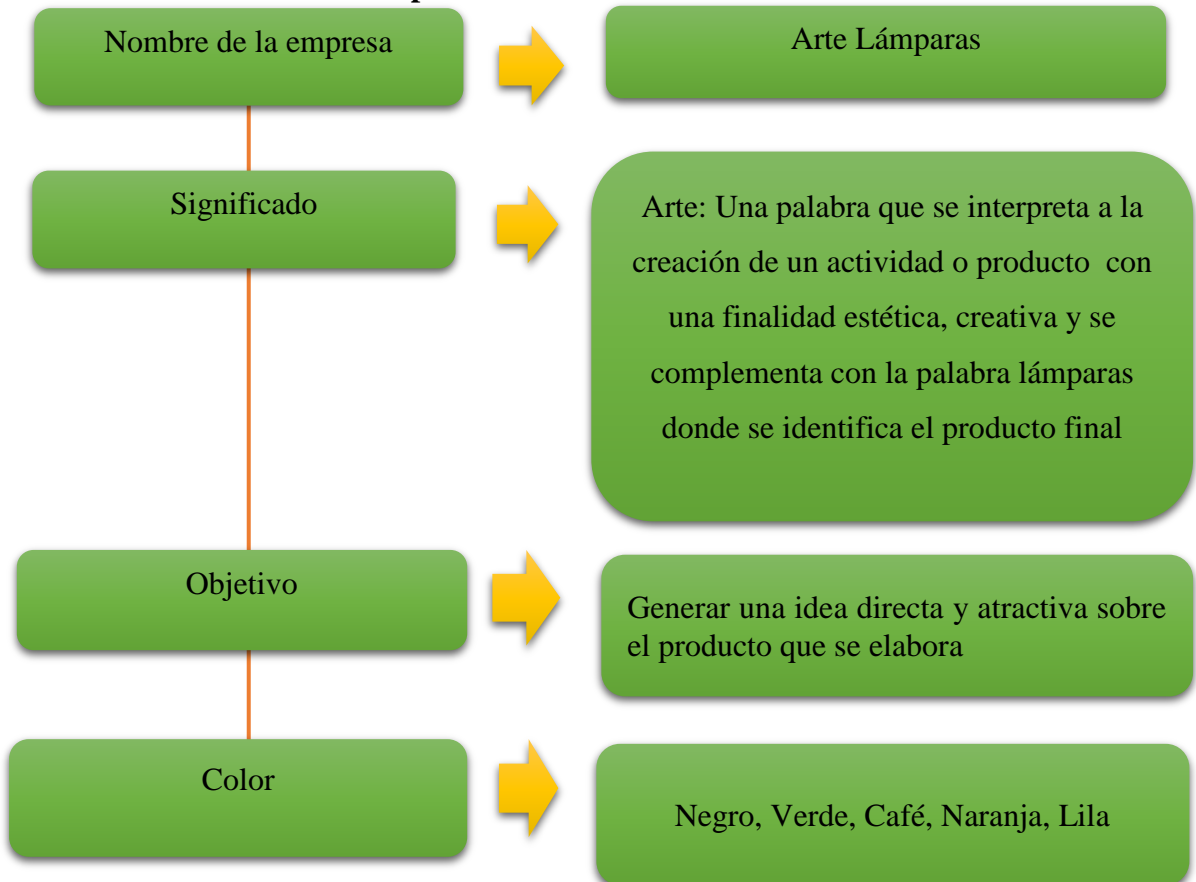 Nombre de la empresa
Arte Lámparas
Significado
Arte: Una palabra que se interpreta a la
creación de un actividad o producto con
una finalidad estética, creativa y se
complementa con la palabra lámparas
donde se identifica el producto final
Objetivo
Generar una idea directa y atractiva sobre
el producto que se elabora
Color
Negro, Verde, Café, Naranja, Lila